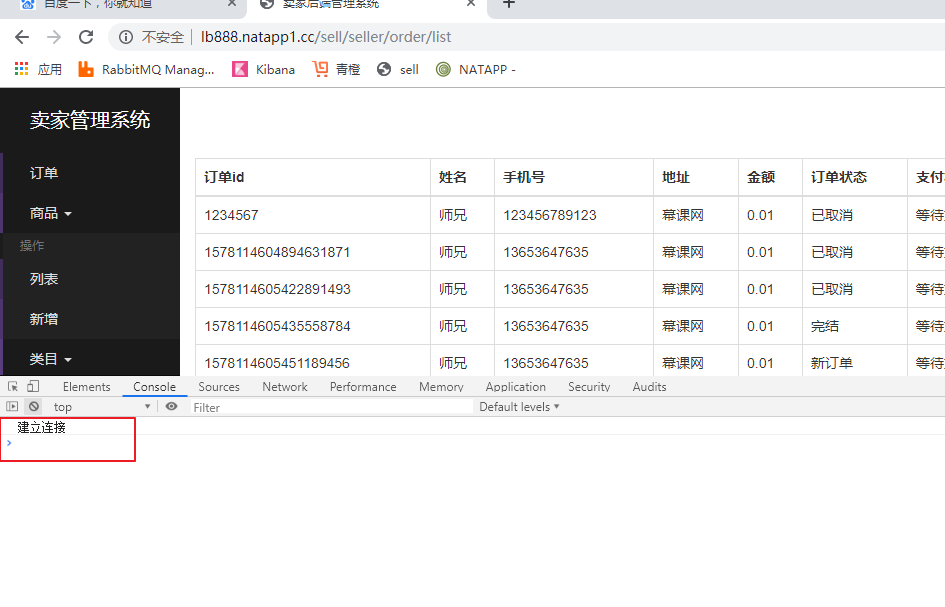 百度一下，你就知道 × 卖家后端管理系统 × +
不安全 | lb888.natapp1.cc/sell/seller/order/list
应用 RabbitMQ Manag... Kibana 青橙 sell NATAPP -
卖家管理系统
订单
商品
操作
列表
新增
类目
订单id 姓名 手机号 地址 金额 订单状态
1234567 师兄 123456789123 幕课网 0.01 已取消 等待
1578114604894631871 师兄 13653647635 幕课网 0.01 已取消 等待
1578114605422891493 师兄 13653647635 幕课网 0.01 已取消 等待
1578114605435558784 师兄 13653647635 幕课网 0.01 完结 等待
1578114605451189456 师兄 13653647635 幕课网 0.01 新订单 等待
Elements Console Sources Network Performance Memory Application Security Audits
top Filter Default levels
建立连接
>